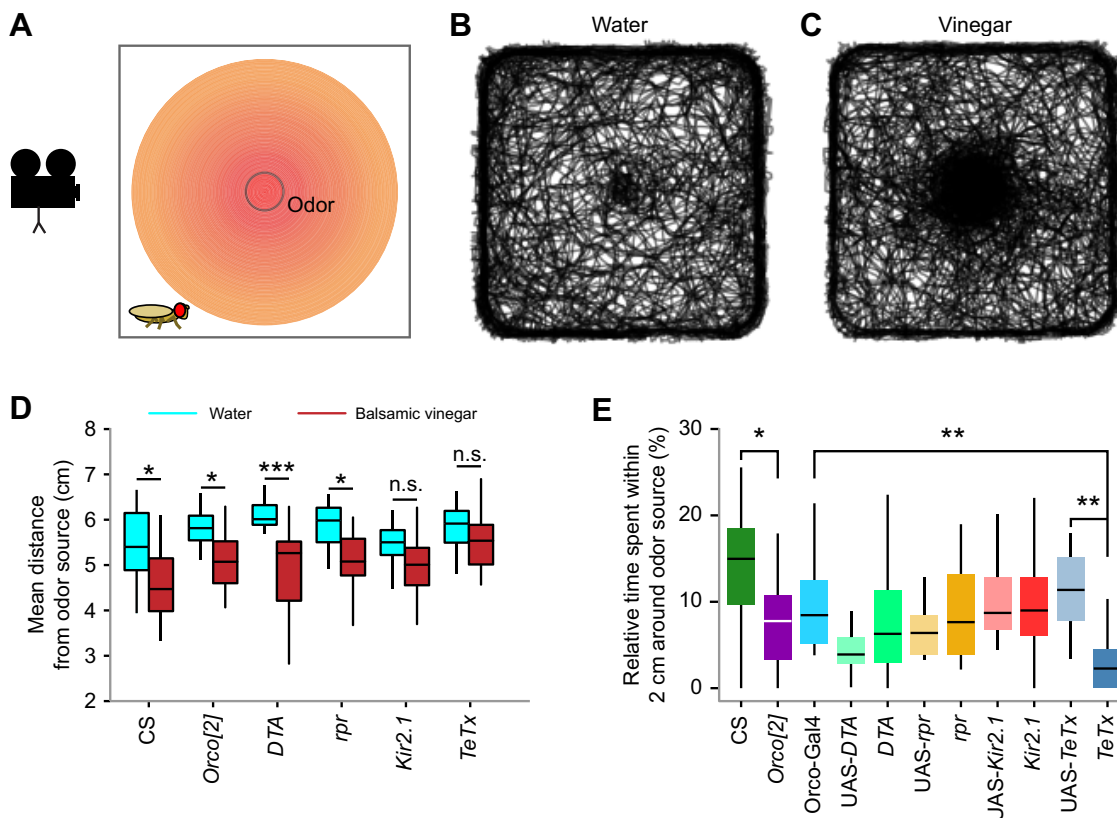 A
Odor
B
Water
C
Vinegar
D
Water
Balsamic vinegar
Mean distance
from odor source (cm)
8
7
6
5
4
3
2
*
*
***
*
n.s.
n.s.
CS
Orco[2]
DTA
rpr
Kir2.1
TeTx
E
Relative time spent within
2 cm around odor source (%)
30
20
10
0
*
**
**
CS
Orco[2]
Orco-Gal4
UAS-DTA
DTA
UAS-rpr
rpr
UAS-Kir2.1
Kir2.1
UAS-TeTx
TeTx